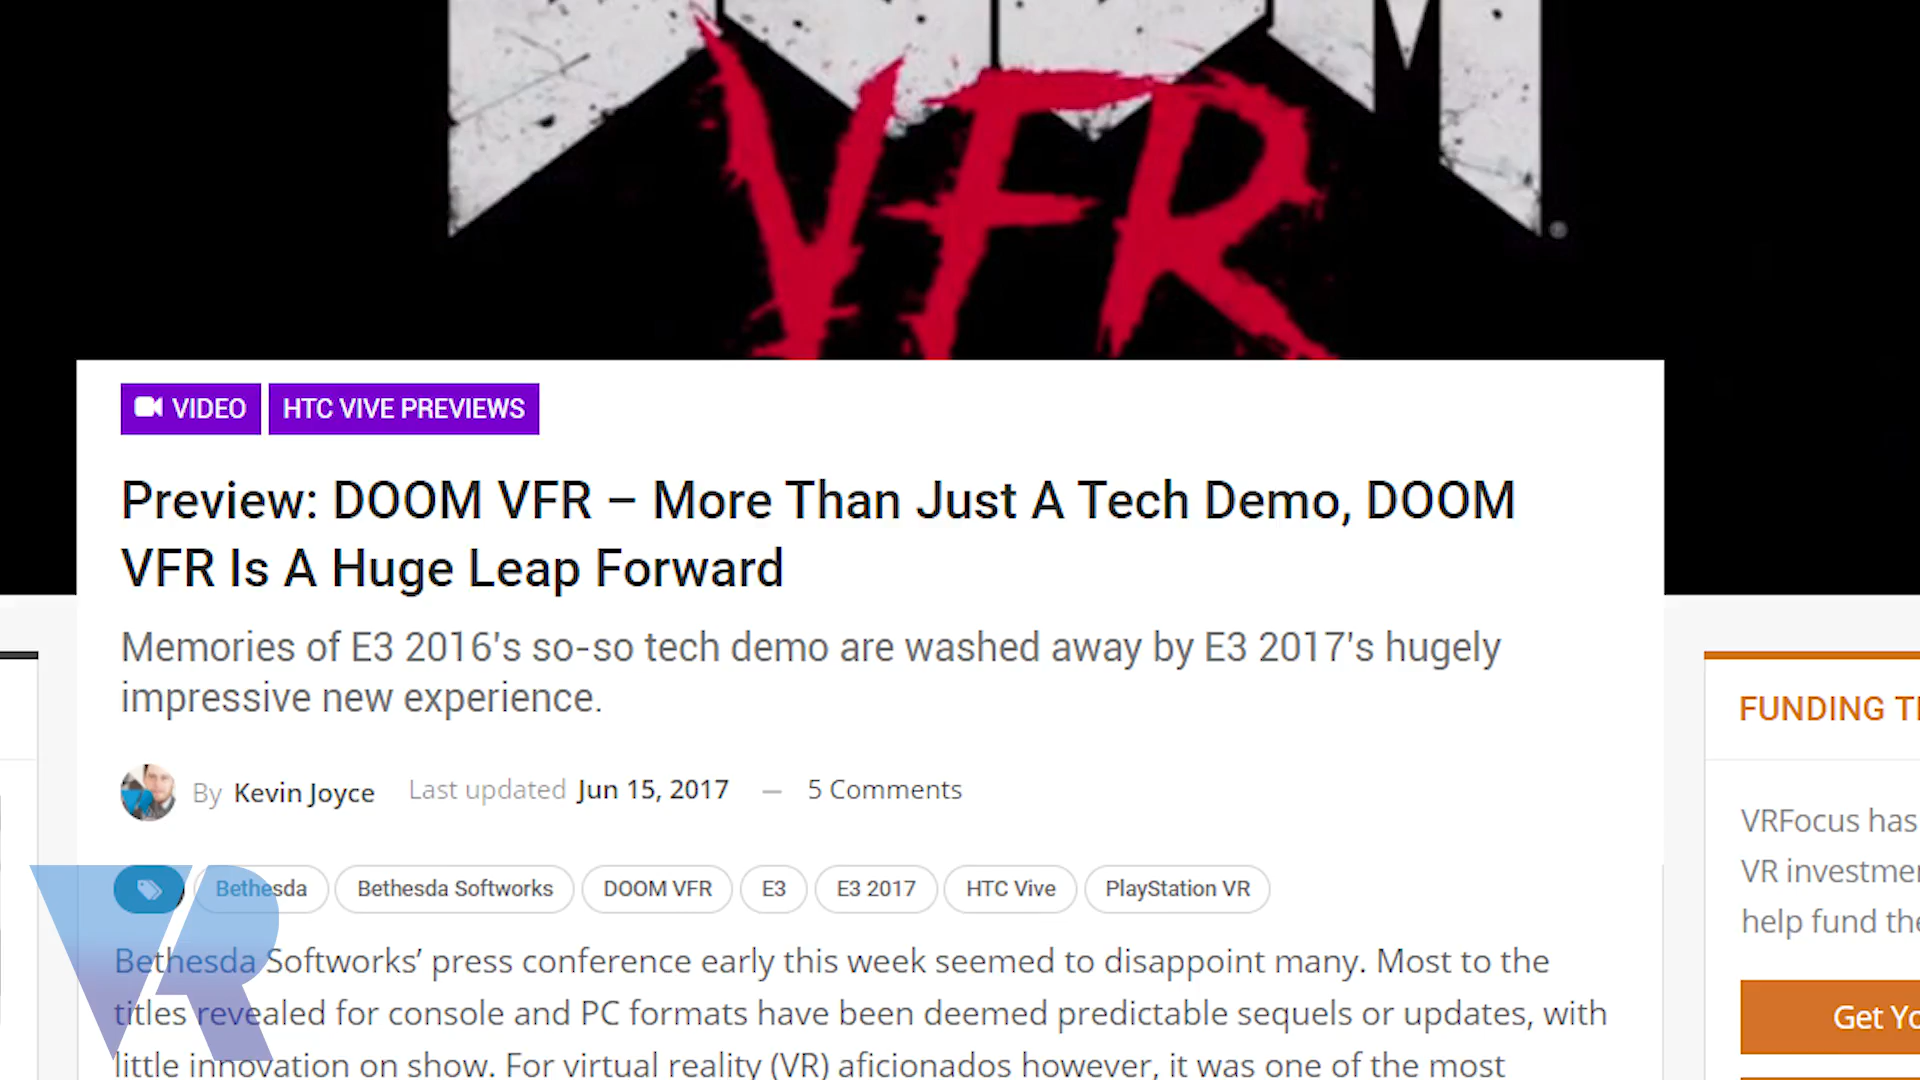 DOOM
VFR
VIDEO
HTC VIVE PREVIEWS
Preview: DOOM VFR – More Than Just A Tech Demo, DOOM
VFR Is A Huge Leap Forward
Memories of E3 2016's so-so tech demo are washed away by E3 2017's hugely
impressive new experience.
By Kevin Joyce Last updated Jun 15, 2017 — 5 Comments
Bethesda Bethesda Softworks DOOM VFR E3 E3 2017 HTC Vive PlayStation VR
Bethesda Softworks’ press conference early this week seemed to disappoint many. Most to the
titles revealed for console and PC formats have been deemed predictable sequels or updates, with
little innovation on show. For virtual reality (VR) aficionados however, it was one of the most
VR
FUNDING
VRFocus has
VR
help fund
Get